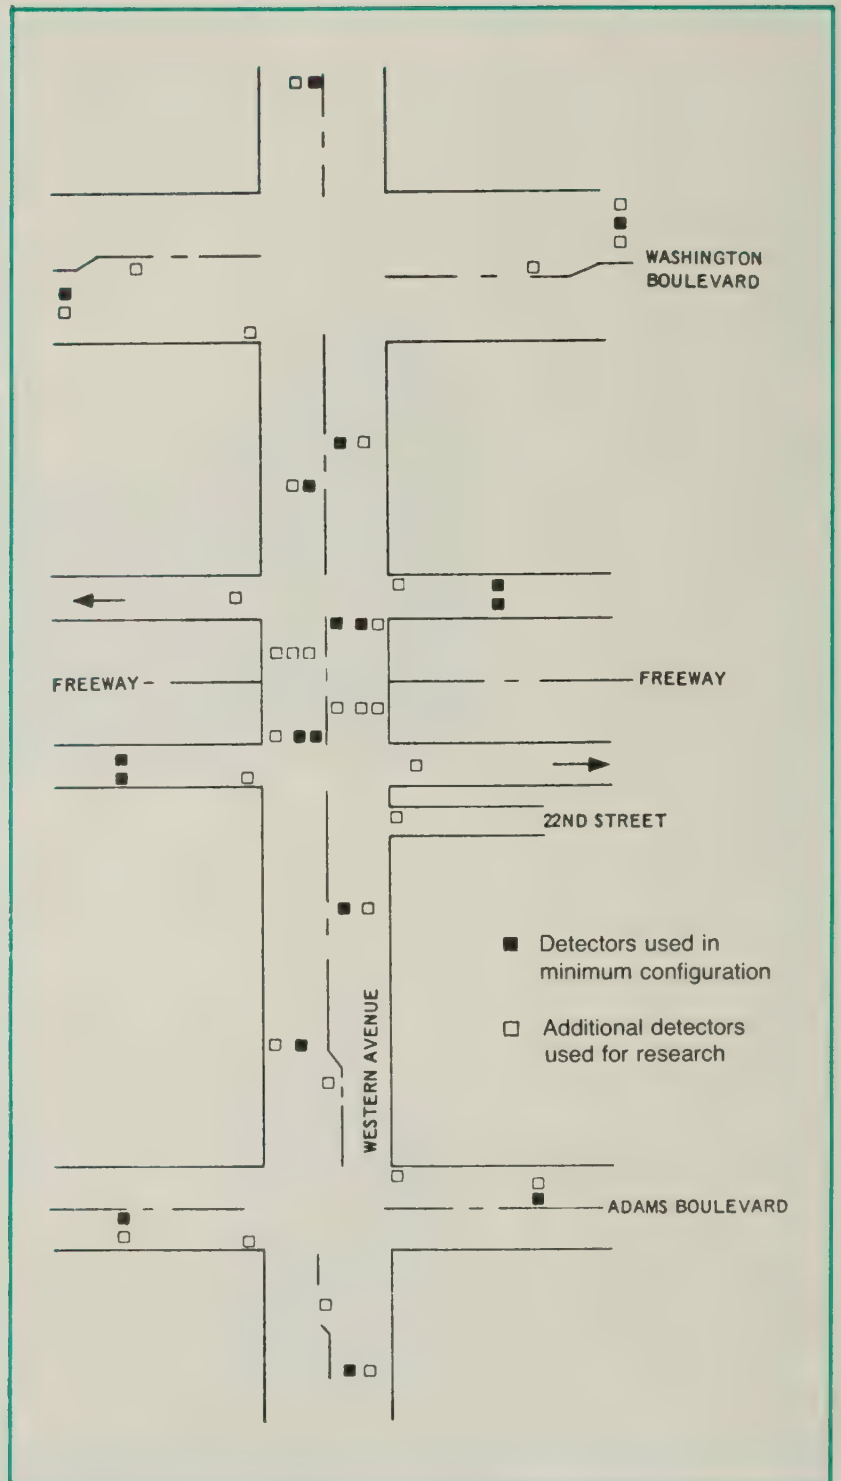 WASHINGTON
BOULEVARD
FREEWAY
FREEWAY
22ND STREET
Detectors used in
minimum configuration
WESTERN AVENUE
Additional detectors
used for research
ADAMS BOULEVARD